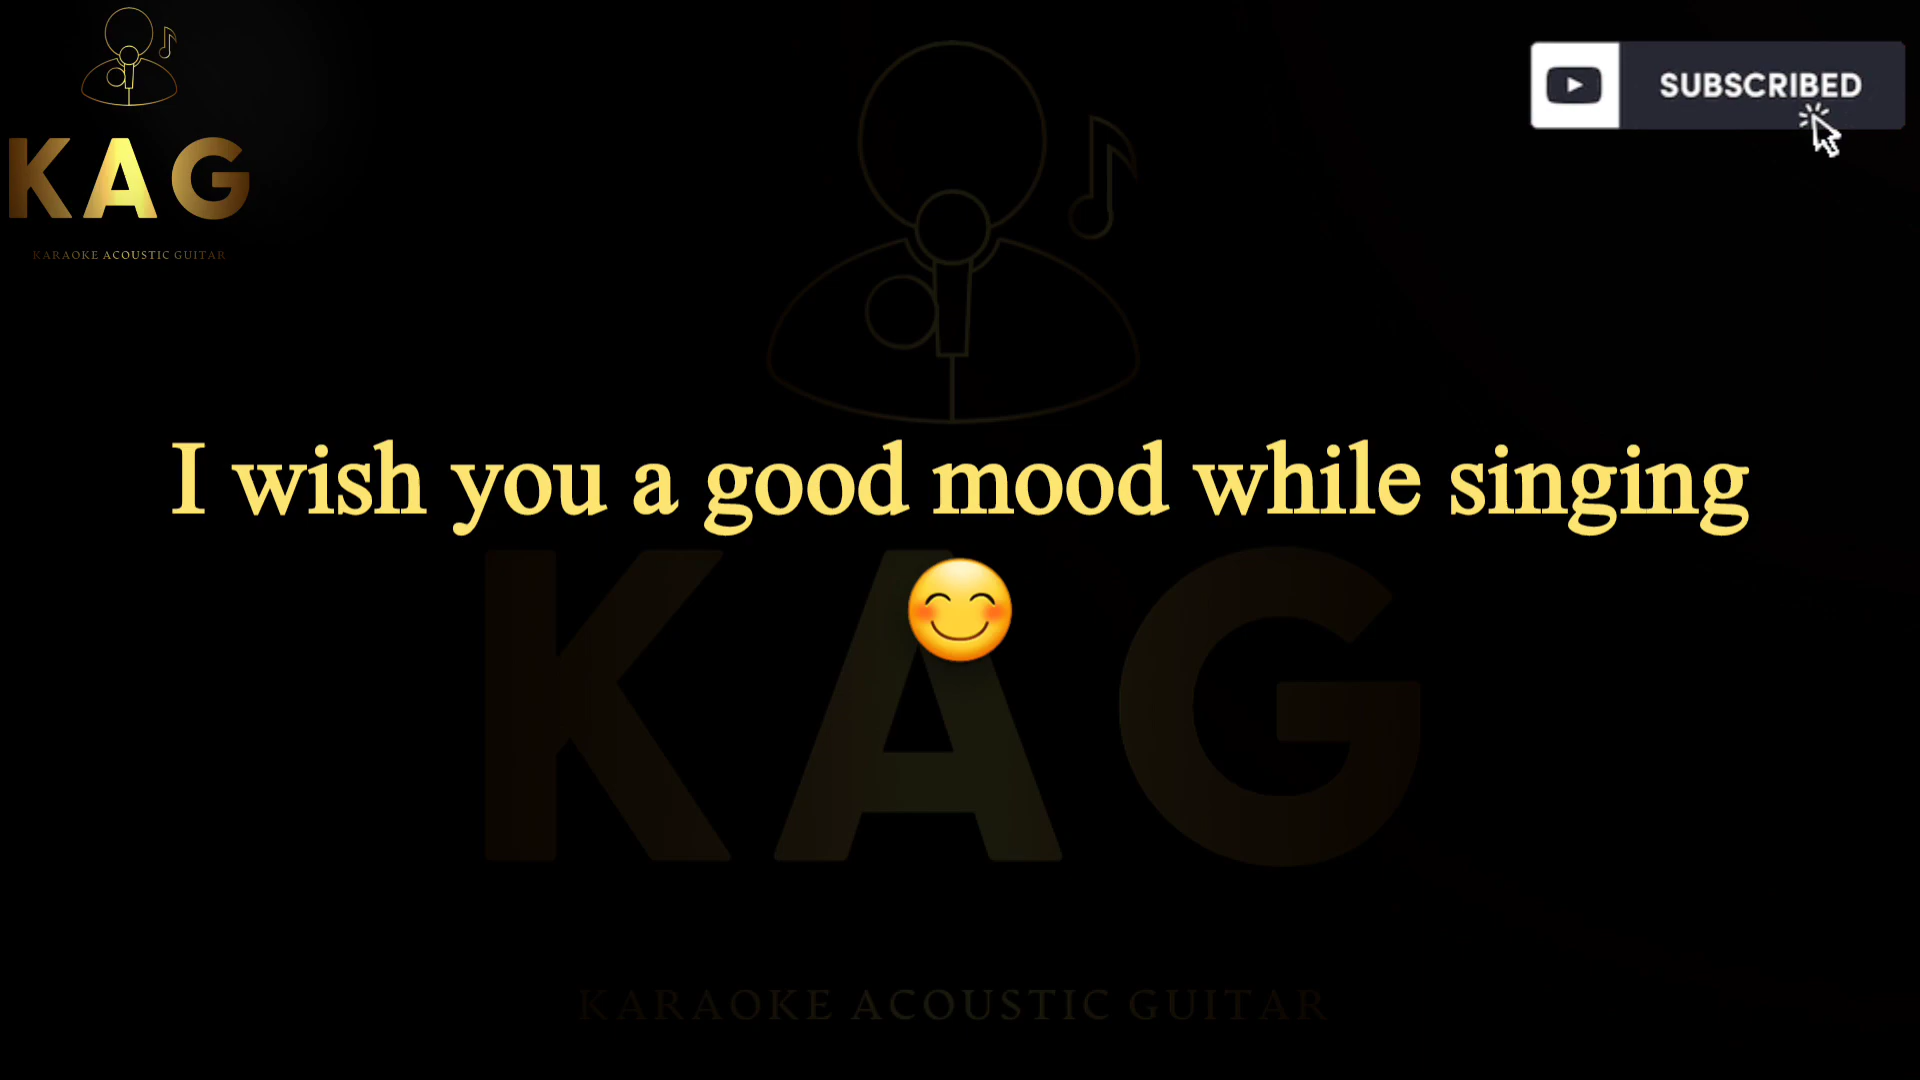 KAG
KARAOKE ACOUSTIC GUITAR
SUBSCRIBED
I wish you a good mood while singing
😊
KAG
KARAOKE ACOUSTIC GUITAR